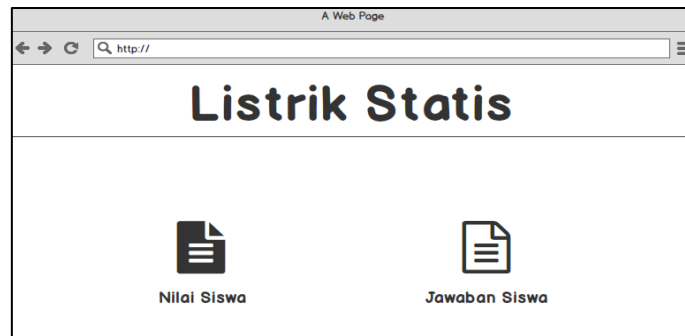 A Web Page
http://
Listrik Statis
Nilai Siswa
Jawaban Siswa